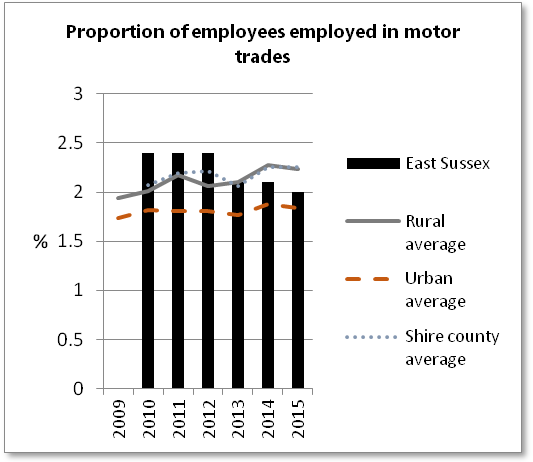 Proportion of employees employed in motor
trades
3
2.5
2
1.5
1
0.5
0
%
2009
2010
2011
2012
2013
2014
2015
East Sussex
Rural
average
Urban
average
Shire county
average